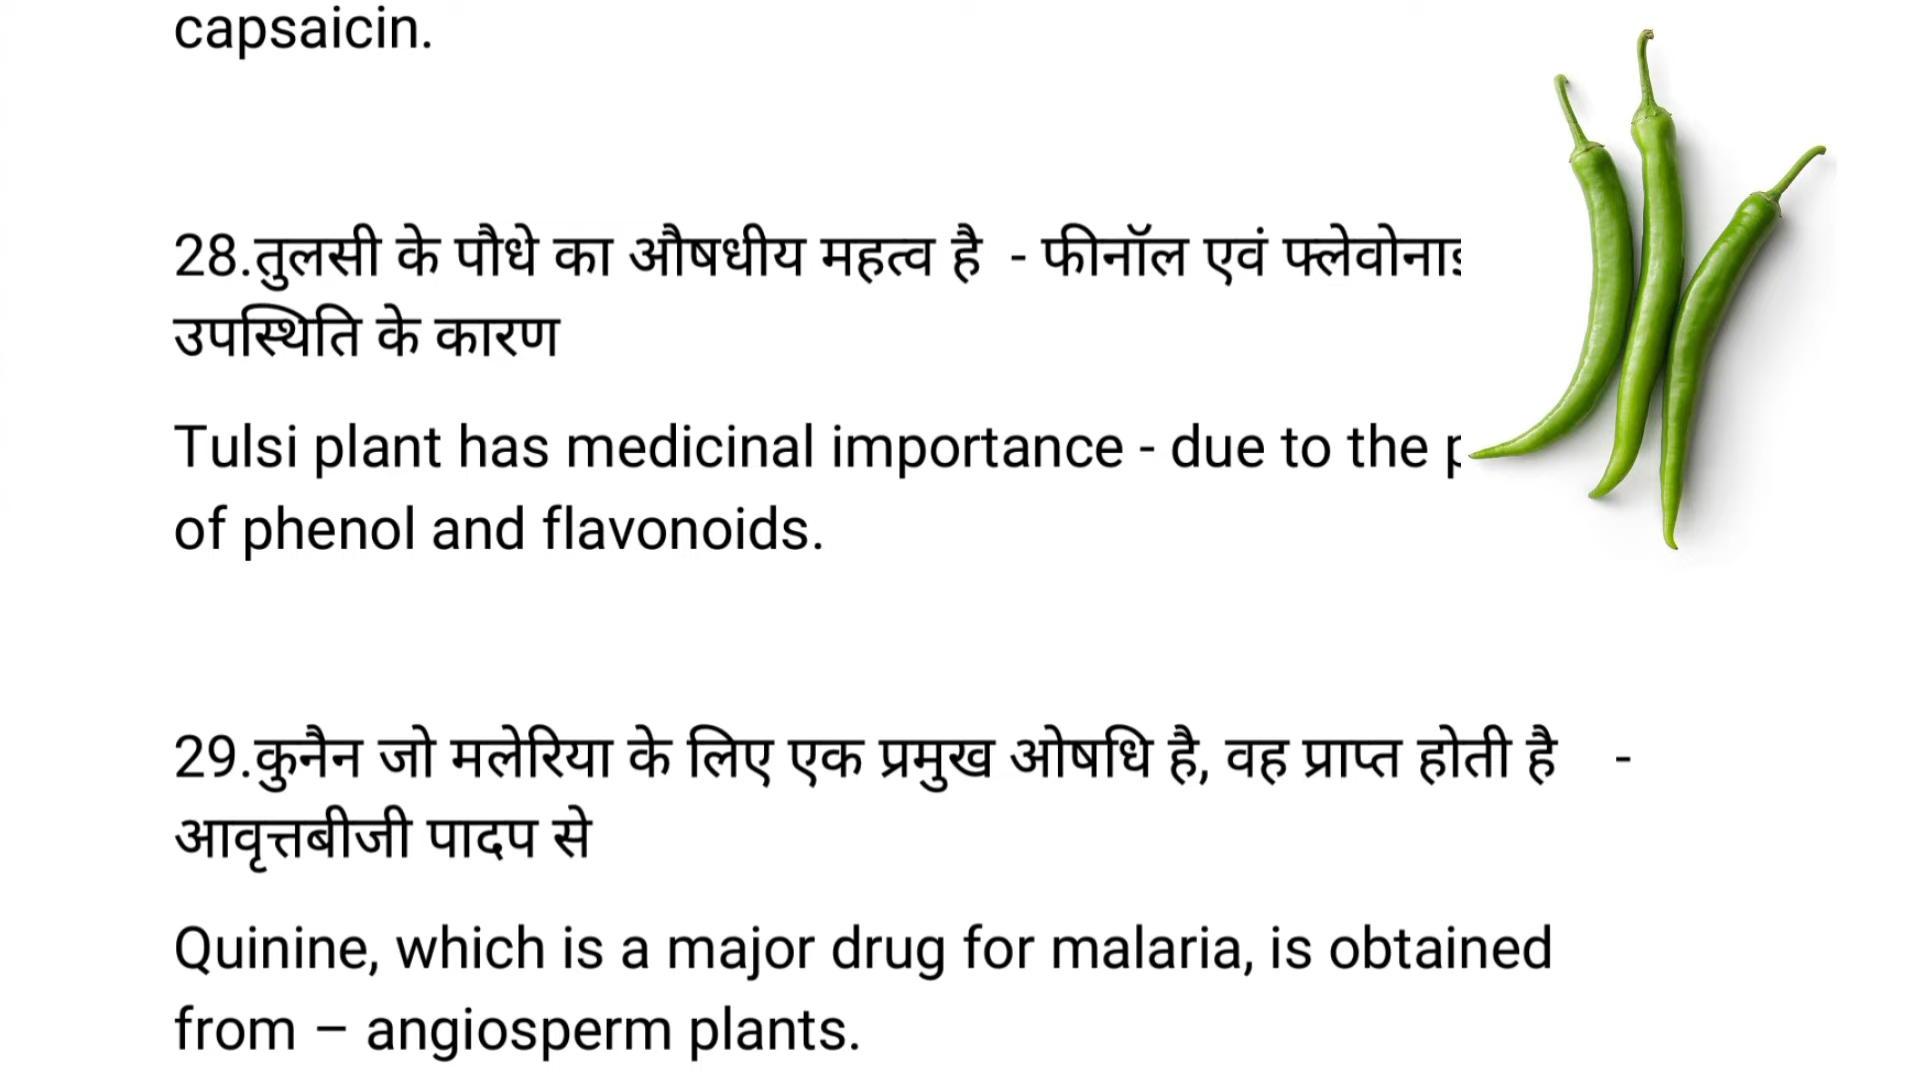 capsaicin.
28.तुलसी के पौधे का औषधीय महत्व है - फीनॉल एवं
उपस्थिति के कारण
Tulsi plant has medicinal importance - due to the
of phenol and flavonoids.
29.कुनैन जो मलेरिया के लिए एक प्रमुख ओषधि है, वह प्राप्त होती है -
आवृत्तबीजी पादप से
Quinine, which is a major drug for malaria, is obtained
from – angiosperm plants.